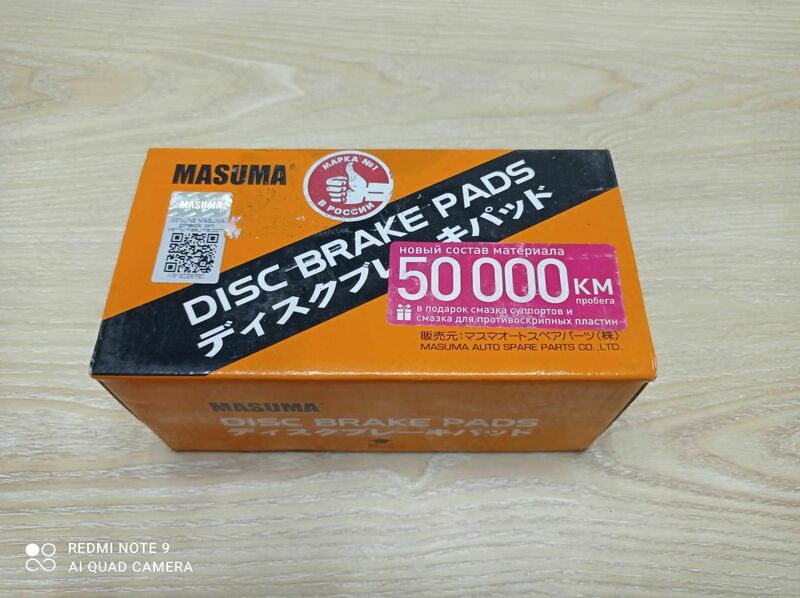 MASUMA®
МАРКА №1
В РОССИИ
MASUMA
GENUINE MASUMA
check on
DISC BRAKE PADS
ディスクブレーキパッド
новый состав материала
50 000 км
пробега
в подарок смазка суппортов и
смазка для противоскрипных пластин
販売元:マスマオートスペアパーツ(株)
MASUMA AUTO SPARE PARTS CO.,LTD.
MASUMA
DISC BRAKE PADS
ディスクブレーキパッド
REDMI NOTE 9
AI QUAD CAMERA